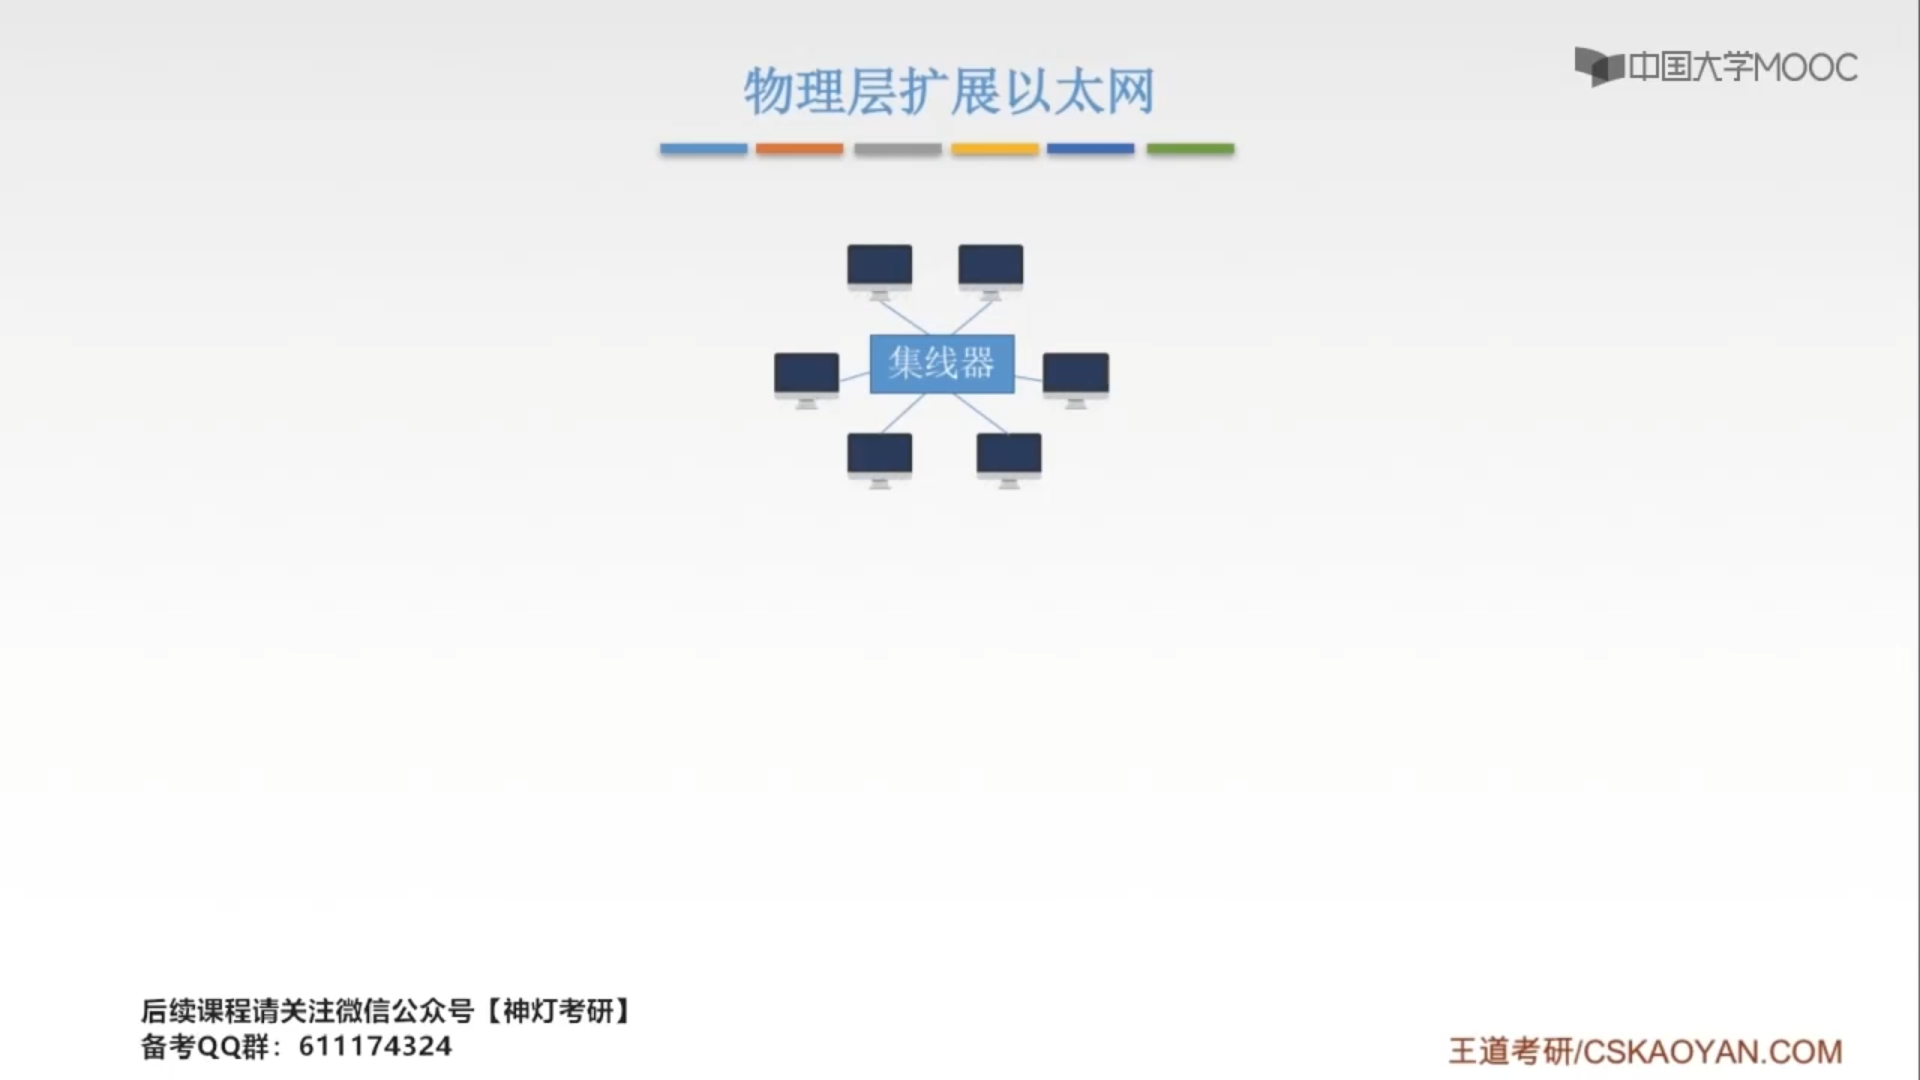 中国大学MOOC
物理层扩展以太网
集线器
后续课程请关注微信公众号【神灯考研】
备考QQ群：611174324
王道考研/CSKAOYAN.COM